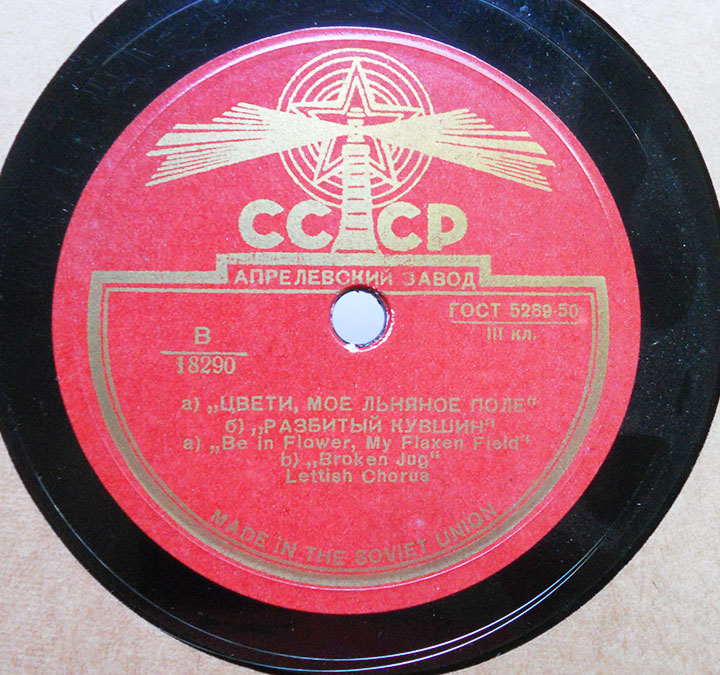 СССР
АПРЕЛЕВСКИЙ ЗАВОД
ГОСТ 5289-50
III кл.
В
18290
а) „ЦВЕТИ, МОЕ ЛЬНЯНОЕ ПОЛЕ“
б) „РАЗБИТЫЙ КУВШИН“
a) „Be in Flower, My Flaxen Field“
b) „Broken Jug“
Lettish Chorus
MADE IN THE SOVIET UNION